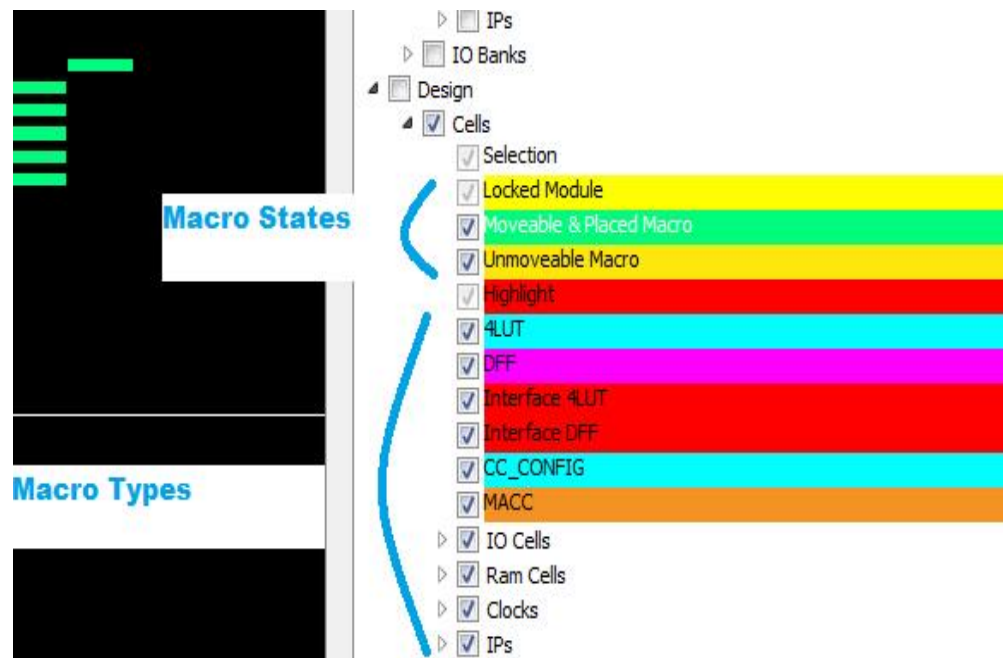 IPs
IO Banks
Design
Cells
Selection
Locked Module
Macro States
Moveable & Placed Macro
Unmoveable Macro
Highlight
4LUT
DFF
Interface 4LUT
Interface DFF
CC_CONFIG
Macro Types
MACC
IO Cells
Ram Cells
Clocks
IPs